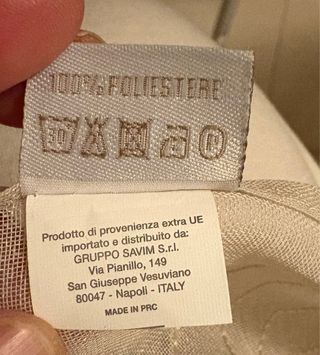 100% POLIESTERE
30 P
Prodotto di provenienza extra UE
importato e distribuito da:
GRUPPO SAVIM S.r.l.
Via Pianillo, 149
San Giuseppe Vesuviano
80047 - Napoli - ITALY
MADE IN PRC